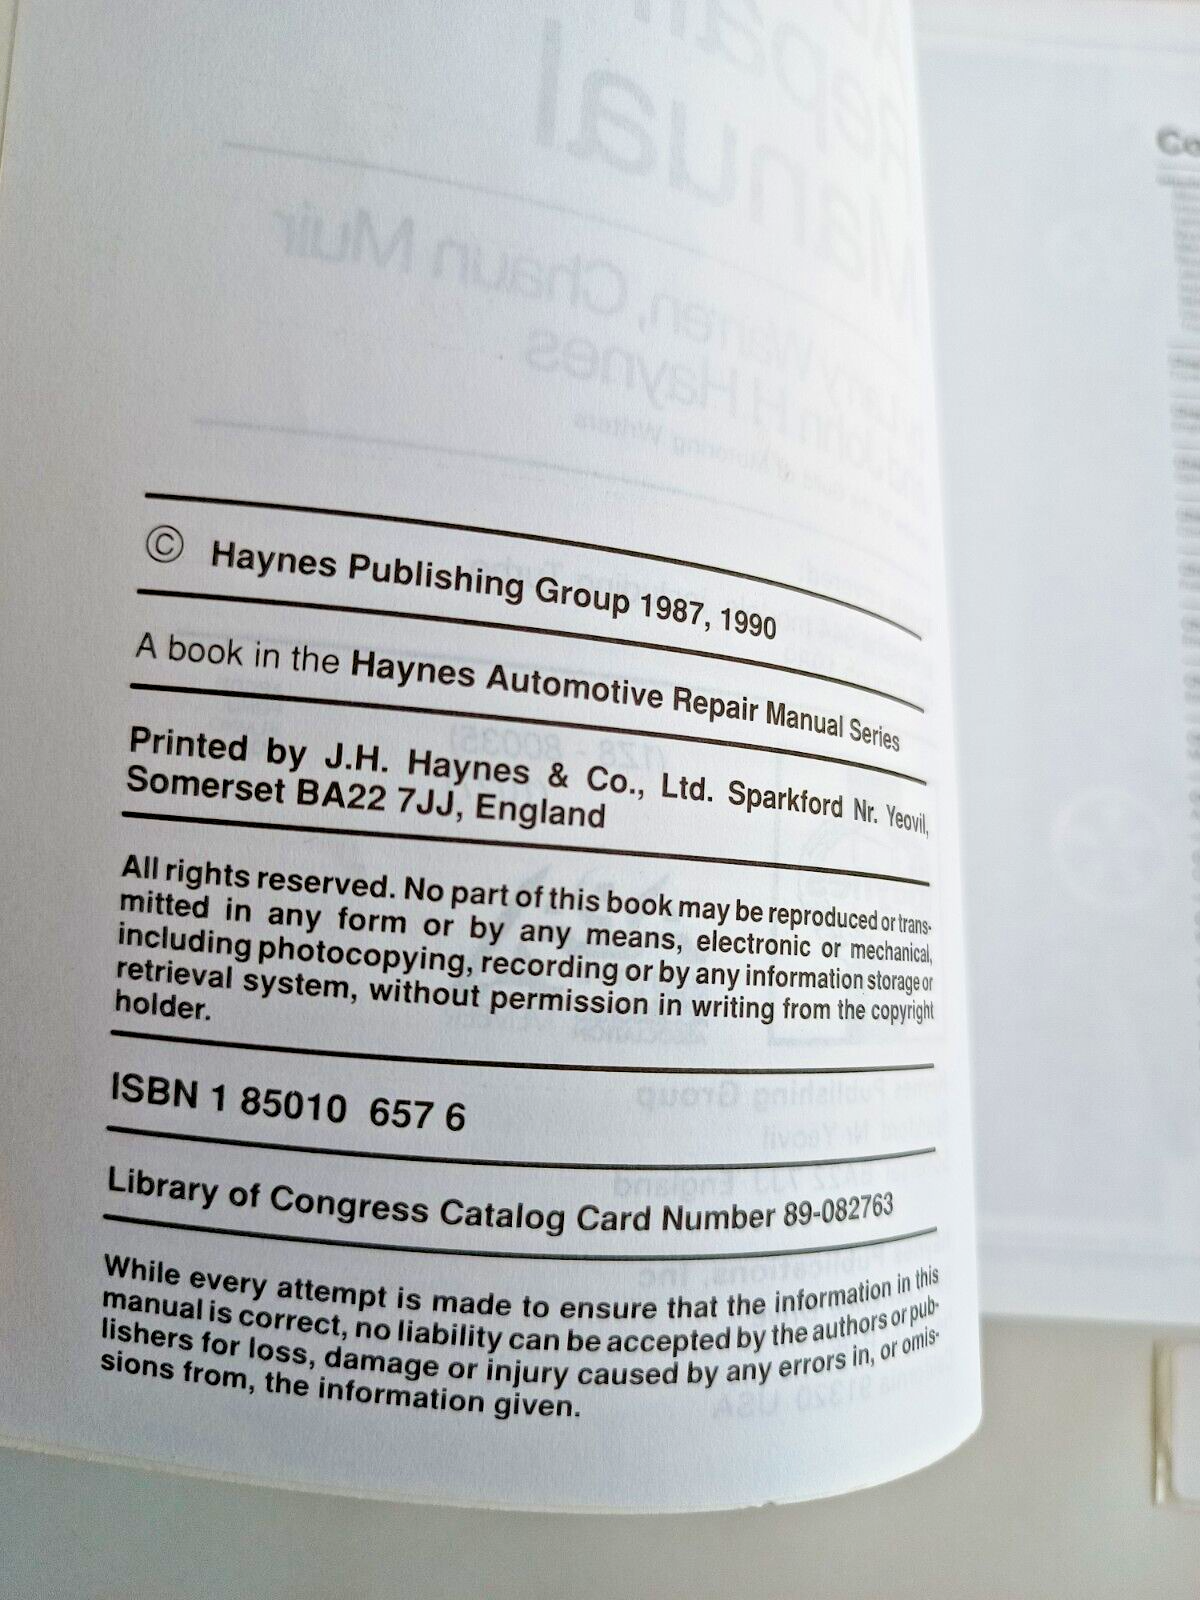 © Haynes Publishing Group 1987, 1990
A book in the Haynes Automotive Repair Manual Series
Printed by J.H. Haynes & Co., Ltd. Sparkford Nr. Yeovil,
Somerset BA22 7JJ, England
All rights reserved. No part of this book may be reproduced or trans-
mitted in any form or by any means, electronic or mechanical,
including photocopying, recording or by any information storage or
retrieval system, without permission in writing from the copyright
holder.
ISBN 1 85010 657 6
Library of Congress Catalog Card Number 89-082763
While every attempt is made to ensure that the information in this
manual is correct, no liability can be accepted by the authors or pub-
lishers for loss, damage or injury caused by any errors in, or omis-
sions from, the information given.